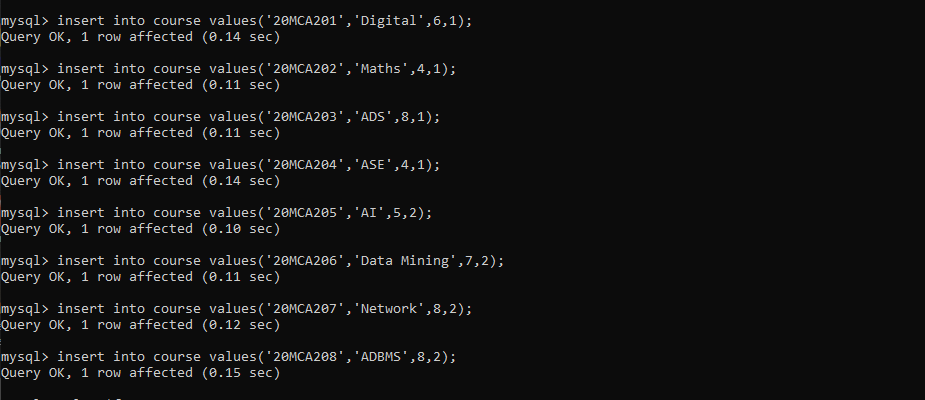 mysql> insert into course values('20MCA201','Digital',6,1);
Query OK, 1 row affected (0.14 sec)
mysql> insert into course values('20MCA202','Maths',4,1);
Query OK, 1 row affected (0.11 sec)
mysql> insert into course values('20MCA203','ADS',8,1);
Query OK, 1 row affected (0.11 sec)
mysql> insert into course values('20MCA204','ASE',4,1);
Query OK, 1 row affected (0.14 sec)
mysql> insert into course values('20MCA205','AI',5,2);
Query OK, 1 row affected (0.10 sec)
mysql> insert into course values('20MCA206','Data Mining',7,2);
Query OK, 1 row affected (0.11 sec)
mysql> insert into course values('20MCA207','Network',8,2);
Query OK, 1 row affected (0.12 sec)
mysql> insert into course values('20MCA208','ADBMS',8,2);
Query OK, 1 row affected (0.15 sec)